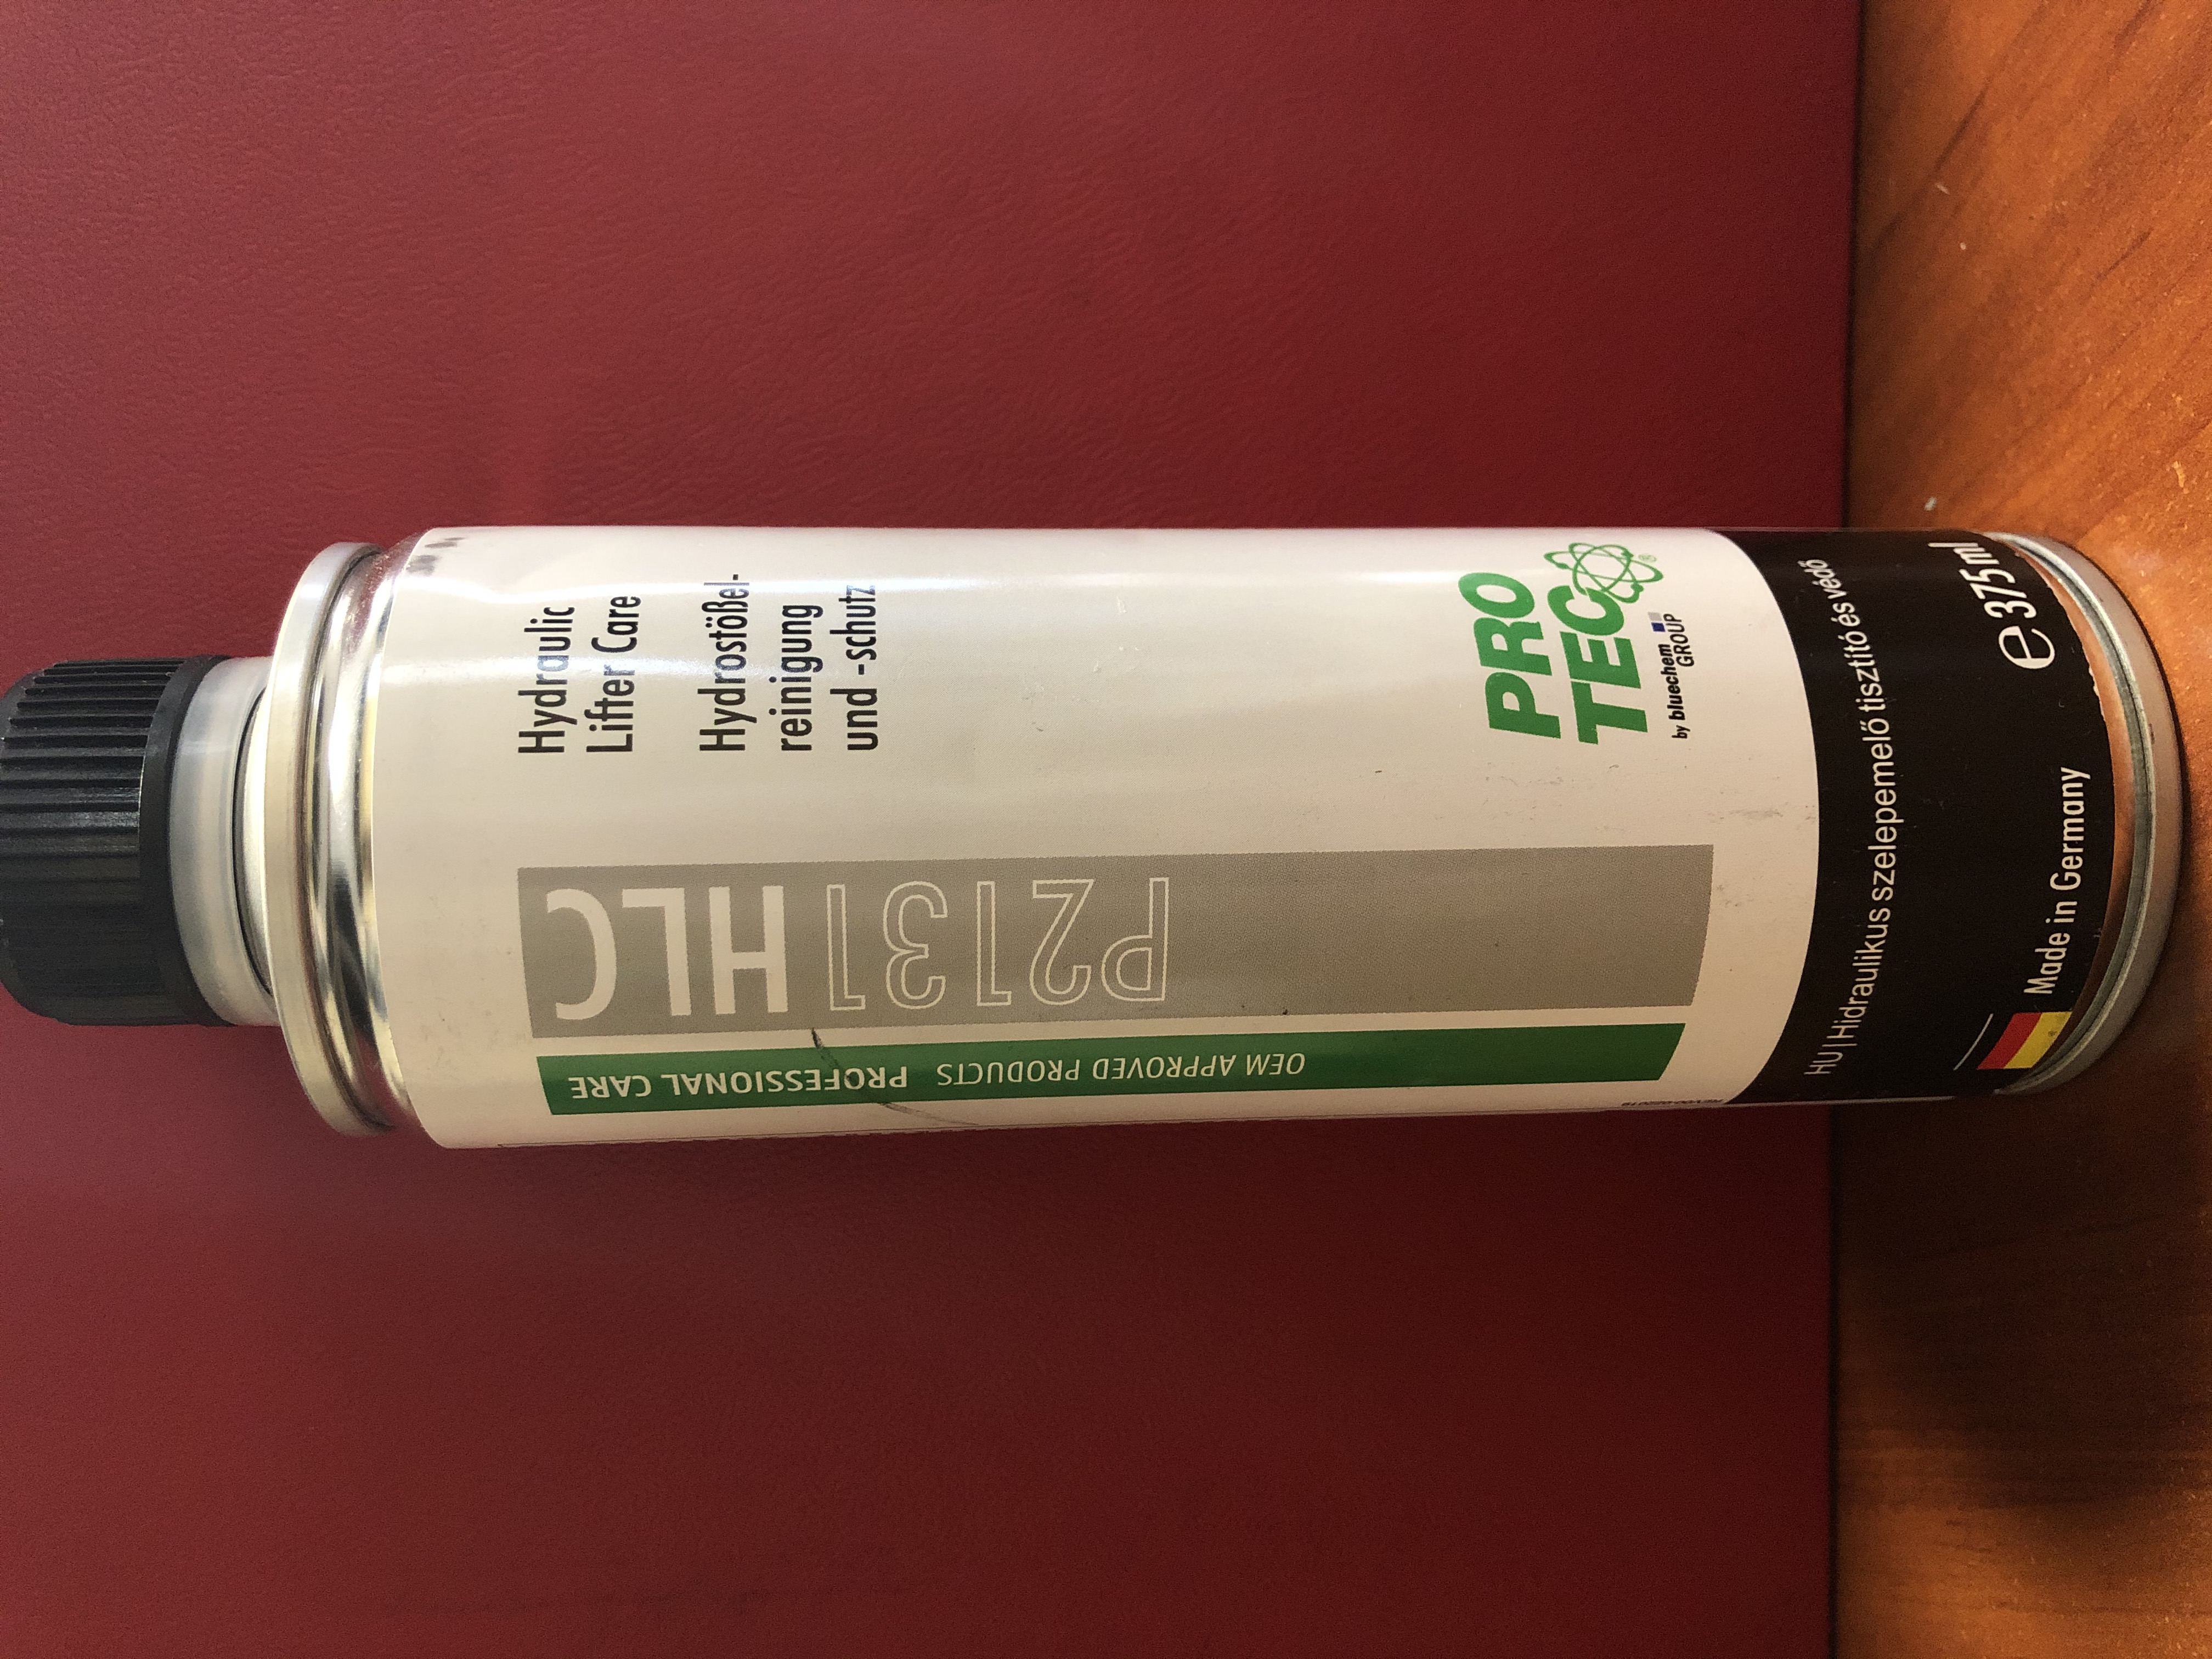 Hydraulic
Lifter Care
Hydrostößel-
reinigung
und -schutz
P2131 HLC
OEM APPROVED PRODUCTS PROFESSIONAL CARE
PRO
TEC®
by bluechem
GROUP
HU | Hidraulikus szelepemelő tisztító és védő
Made in Germany
e 375 ml